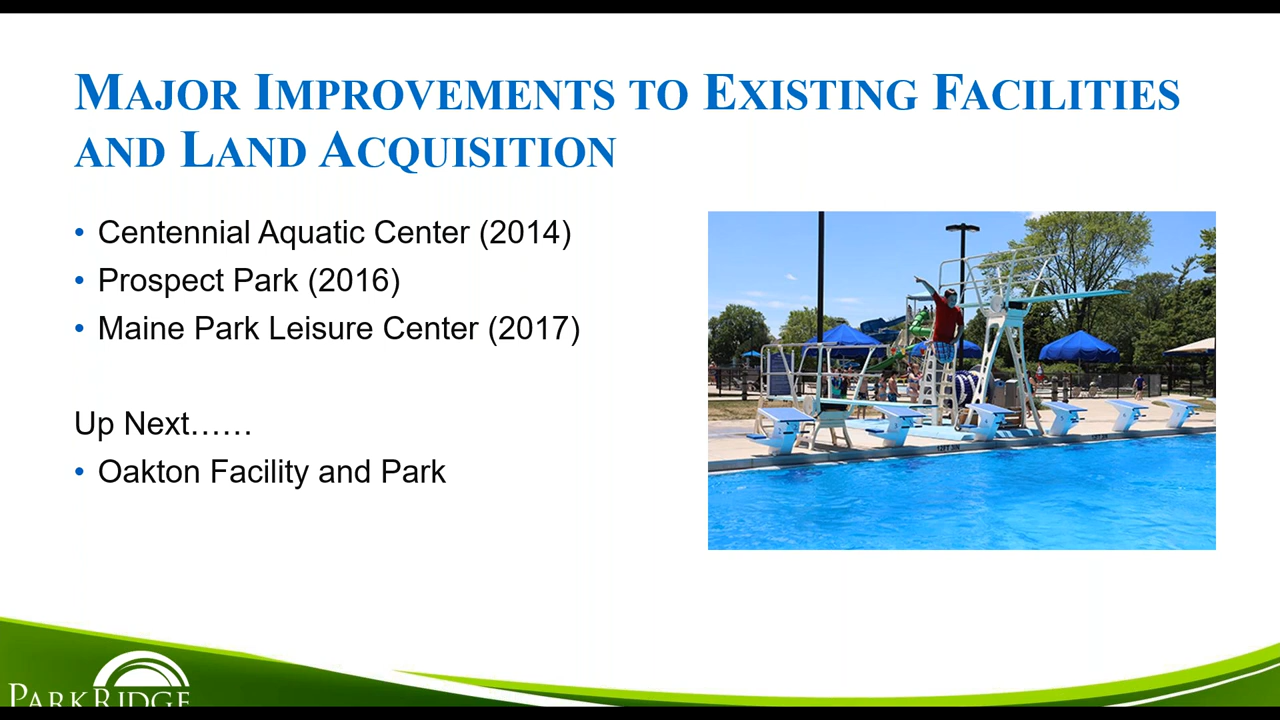 MAJOR IMPROVEMENTS TO EXISTING FACILITIES
AND LAND ACQUISITION
• Centennial Aquatic Center (2014)
• Prospect Park (2016)
• Maine Park Leisure Center (2017)
Up Next……
• Oakton Facility and Park
PARK RIDGE